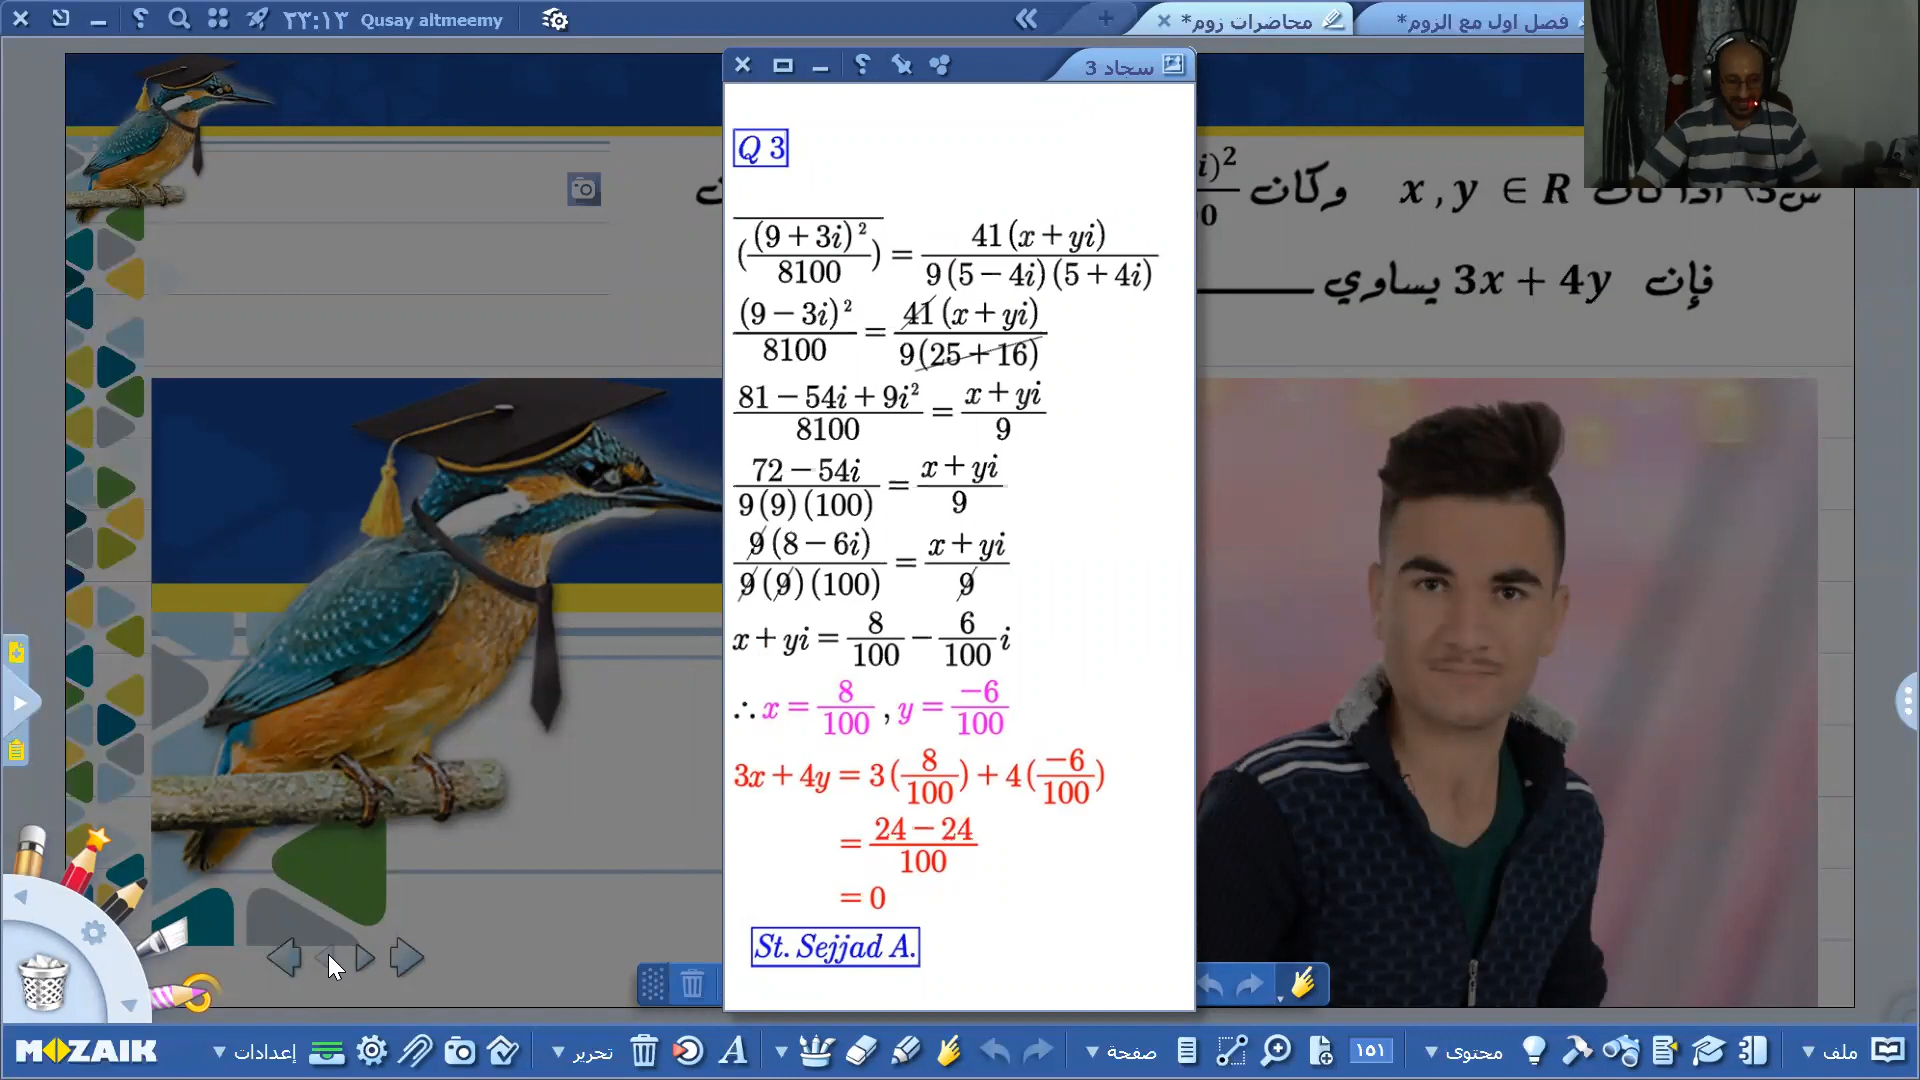 ٢٣:١٣ Qusay altmeemy
محاضرات زوم*
فصل اول مع الزوم*
سجاد 3
Q 3
((9+3i)²/8100) = 41(x+yi)/9(5−4i)(5+4i)
(9−3i)²/8100 = 41(x+yi)/9(25+16)
81−54i+9i²/8100 = x+yi/9
72−54i/9(9)(100) = x+yi/9
9(8−6i)/9(9)(100) = x+yi/9
x+yi = 8/100 − 6/100 i
∴ x = 8/100 , y = −6/100
3x+4y = 3(8/100) + 4(−6/100)
= 24−24/100
= 0
St. Sejjad A.
x , y ∈ R وكان
i)²
0
فإن 3x + 4y يساوي
MOZAIK
إعدادات
تحرير
صفحة
١٥١
محتوى
ملف